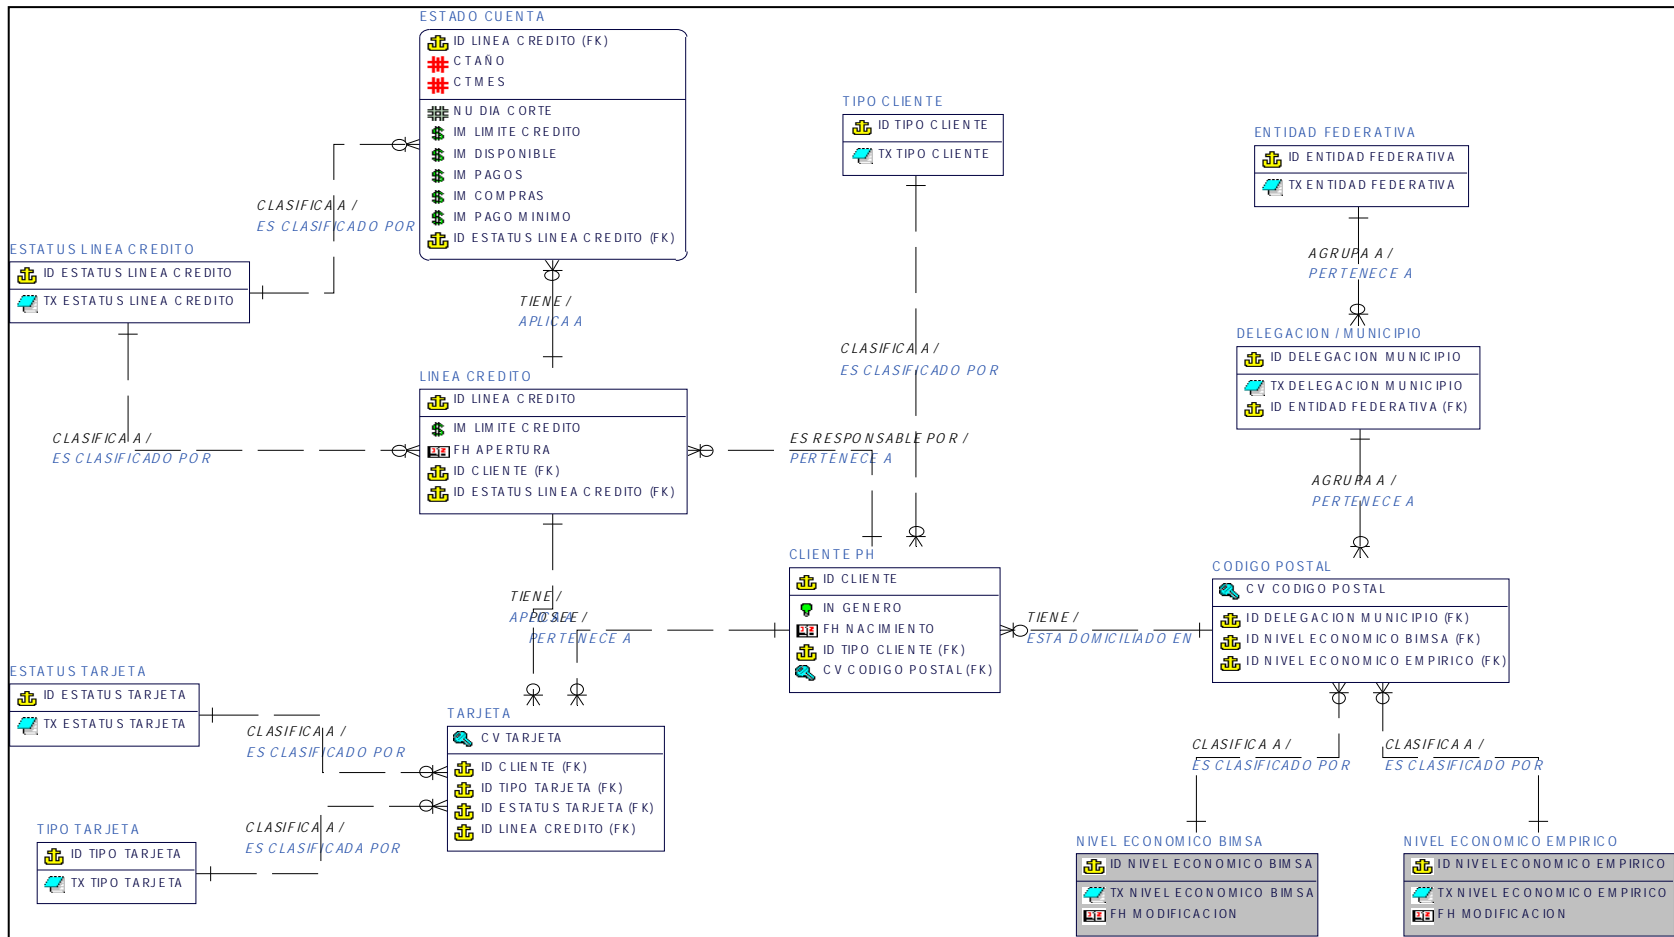 ESTADO CUENTA
ID LINEA CREDITO (FK)
CTAÑO
CTMES
NU DIA CORTE
IM LIMITE CREDITO
IM DISPONIBLE
IM PAGOS
IM COMPRAS
IM PAGO MINIMO
ID ESTATUS LINEA CREDITO (FK)
TIPO CLIENTE
ID TIPO CLIENTE
TX TIPO CLIENTE
ENTIDAD FEDERATIVA
ID ENTIDAD FEDERATIVA
TX ENTIDAD FEDERATIVA
CLASIFICA A /
ES CLASIFICADO POR
ESTATUS LINEA CREDITO
ID ESTATUS LINEA CREDITO
TX ESTATUS LINEA CREDITO
AGRUPA A /
PERTENECE A
TIENE /
APLICA A
DELEGACION / MUNICIPIO
ID DELEGACION MUNICIPIO
TX DELEGACION MUNICIPIO
ID ENTIDAD FEDERATIVA (FK)
CLASIFICA A /
ES CLASIFICADO POR
LINEA CREDITO
ID LINEA CREDITO
IM LIMITE CREDITO
FH APERTURA
ID CLIENTE (FK)
ID ESTATUS LINEA CREDITO (FK)
CLASIFICA A /
ES CLASIFICADO POR
ES RESPONSABLE POR /
PERTENECE A
AGRUPA A /
PERTENECE A
CLIENTE PH
ID CLIENTE
IN GENERO
FH NACIMIENTO
ID TIPO CLIENTE (FK)
CV CODIGO POSTAL (FK)
CODIGO POSTAL
CV CODIGO POSTAL
ID DELEGACION MUNICIPIO (FK)
ID NIVEL ECONOMICO BIMSA (FK)
ID NIVEL ECONOMICO EMPIRICO (FK)
TIENE /
APLICA A
POSEE /
PERTENECE A
TIENE /
ESTA DOMICILIADO EN
ESTATUS TARJETA
ID ESTATUS TARJETA
TX ESTATUS TARJETA
TARJETA
CV TARJETA
ID CLIENTE (FK)
ID TIPO TARJETA (FK)
ID ESTATUS TARJETA (FK)
ID LINEA CREDITO (FK)
CLASIFICA A /
ES CLASIFICADO POR
CLASIFICA A /
ES CLASIFICADO POR
CLASIFICA A /
ES CLASIFICADO POR
TIPO TARJETA
ID TIPO TARJETA
TX TIPO TARJETA
CLASIFICA A /
ES CLASIFICADA POR
NIVEL ECONOMICO BIMSA
ID NIVEL ECONOMICO BIMSA
TX NIVEL ECONOMICO BIMSA
FH MODIFICACION
NIVEL ECONOMICO EMPIRICO
ID NIVEL ECONOMICO EMPIRICO
TX NIVEL ECONOMICO EMPIRICO
FH MODIFICACION